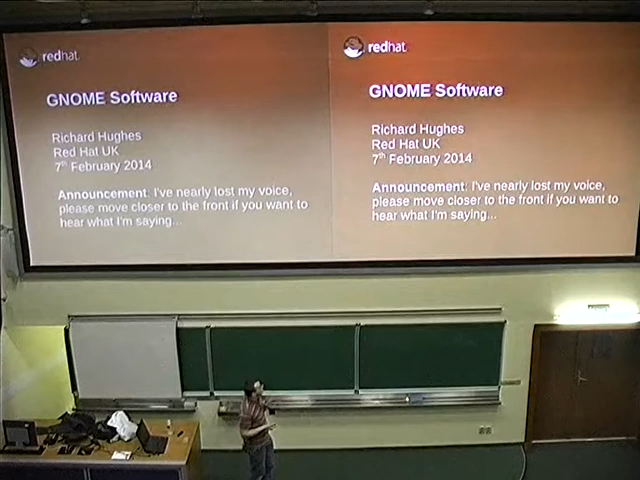 redhat
GNOME Software
Richard Hughes
Red Hat UK
7th February 2014
Announcement: I've nearly lost my voice,
please move closer to the front if you want to
hear what I'm saying...
redhat
GNOME Software
Richard Hughes
Red Hat UK
7th February 2014
Announcement: I've nearly lost my voice,
please move closer to the front if you want to
hear what I'm saying...